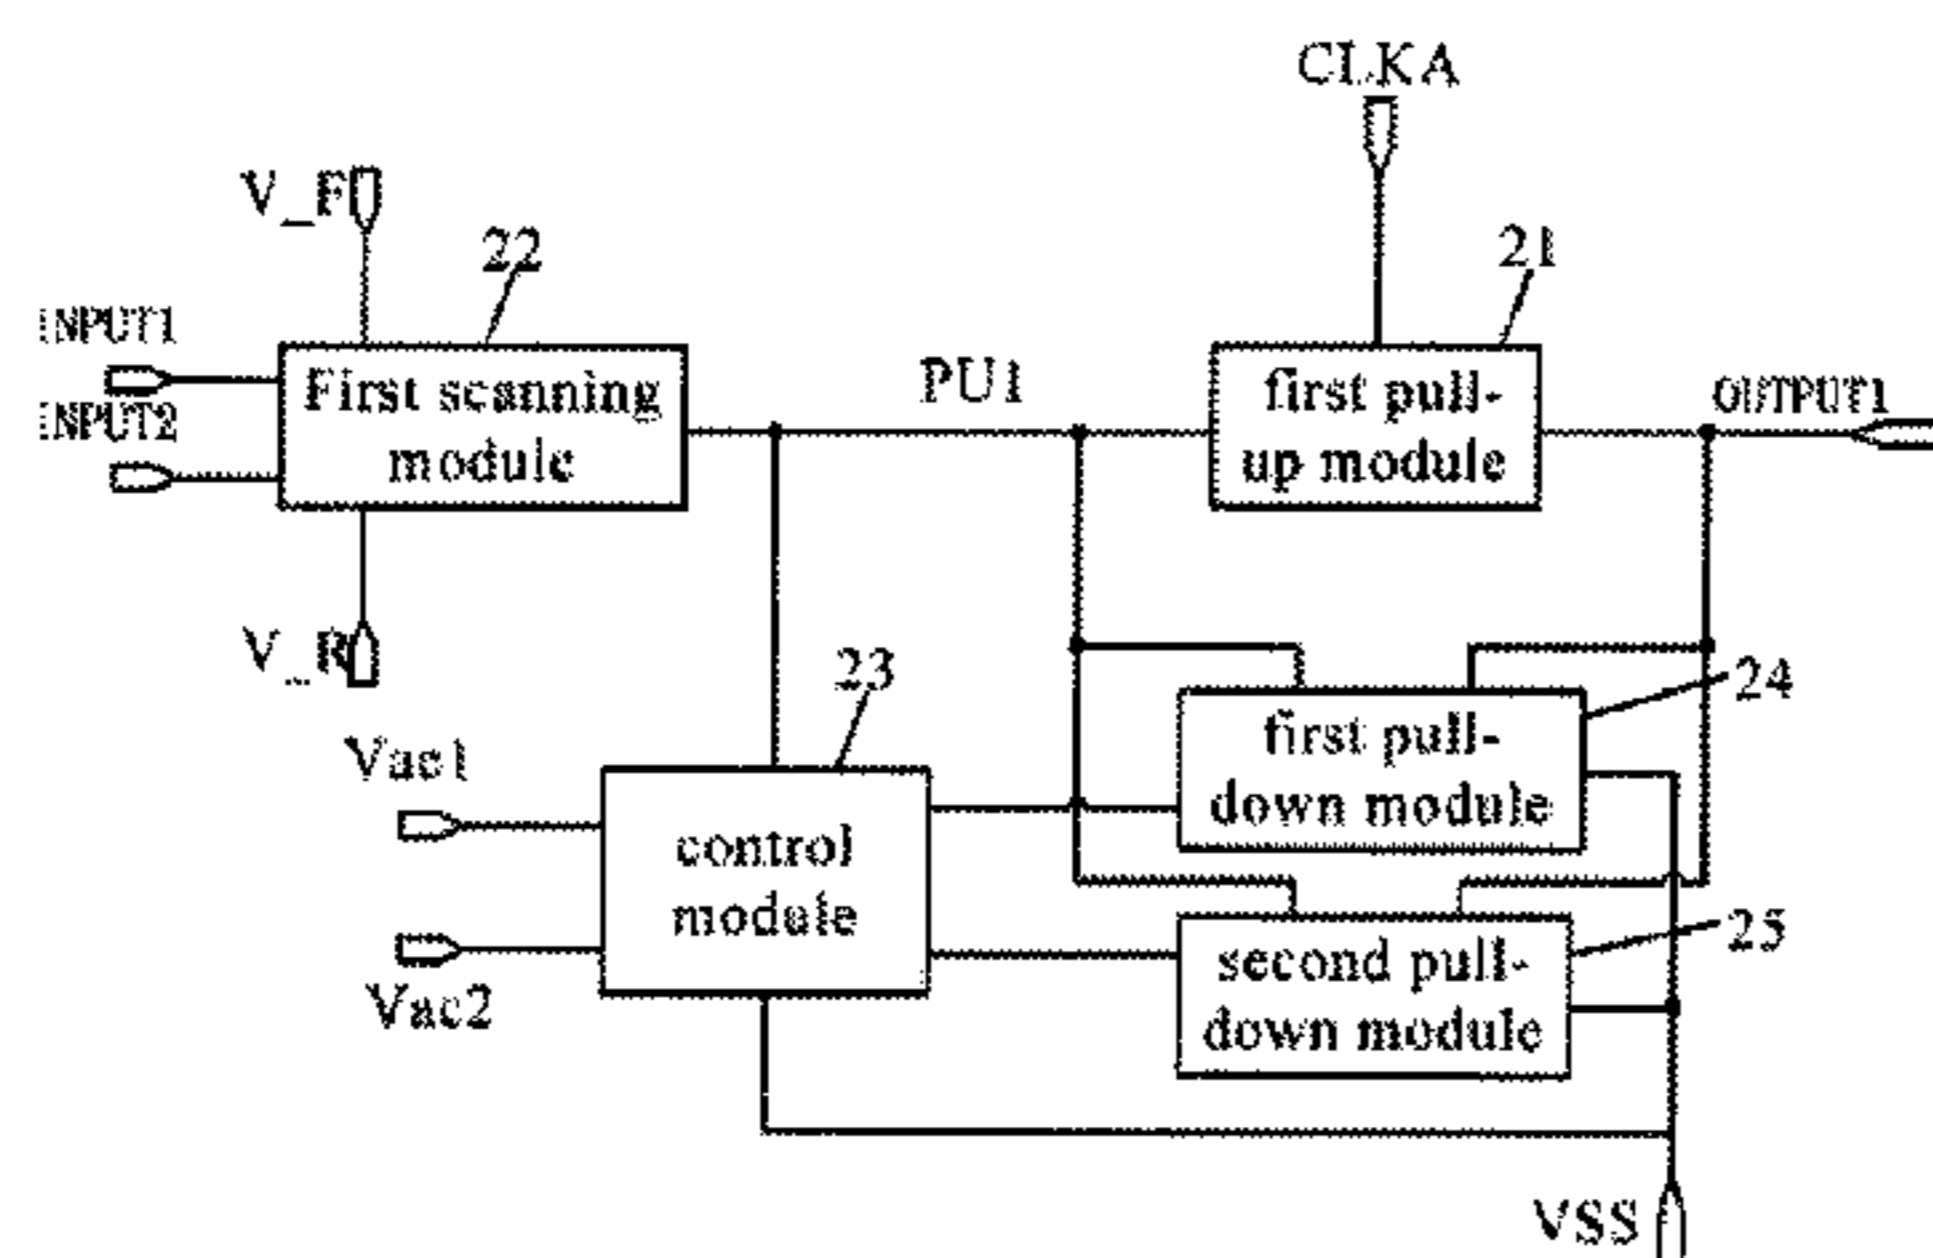 CLKA
V_F
22
21
INPUT1
First scanning
module
PU1
first pull-
up module
OUTPUT1
INPUT2
V_R
23
24
Vac1
first pull-
down module
control
module
25
second pull-
down module
Vac2
VSS